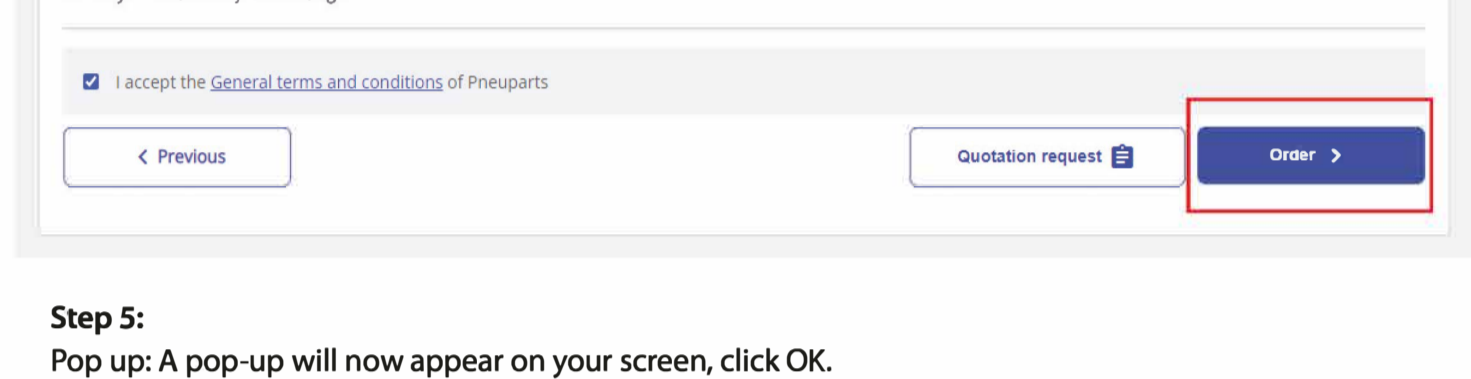 I accept the General terms and conditions of Pneuparts
Previous
Quotation request
Order
Step 5:
Pop up: A pop-up will now appear on your screen, click OK.